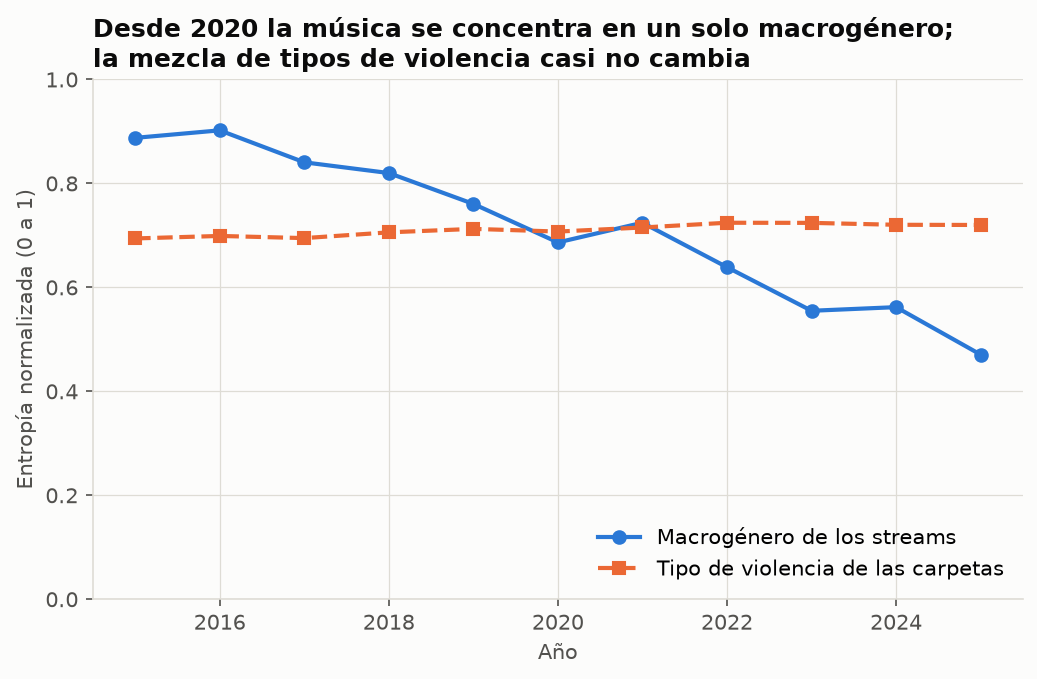 Desde 2020 la música se concentra en un solo macrogénero;
la mezcla de tipos de violencia casi no cambia
Entropía normalizada (0 a 1)
1.0
0.8
0.6
0.4
0.2
0.0
Macrogénero de los streams
Tipo de violencia de las carpetas
2016
2018
2020
2022
2024
Año